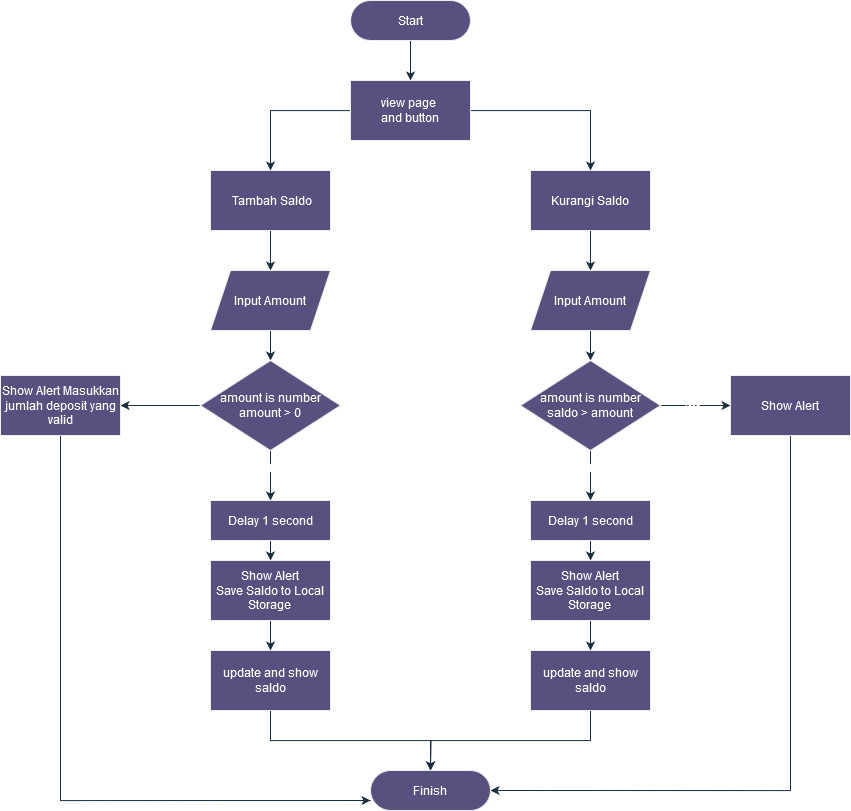 Start
view page
and button
Tambah Saldo
Kurangi Saldo
Input Amount
Input Amount
Show Alert Masukkan
jumlah deposit yang
valid
amount is number
amount > 0
amount is number
saldo > amount
Show Alert
Delay 1 second
Delay 1 second
Show Alert
Save Saldo to Local
Storage
Show Alert
Save Saldo to Local
Storage
update and show
saldo
update and show
saldo
Finish